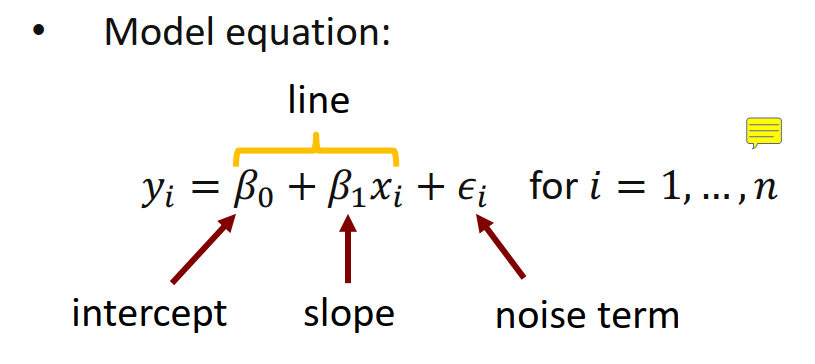 • Model equation:
line
yᵢ = β₀ + β₁xᵢ + ϵᵢ for i = 1, … , n
intercept slope noise term